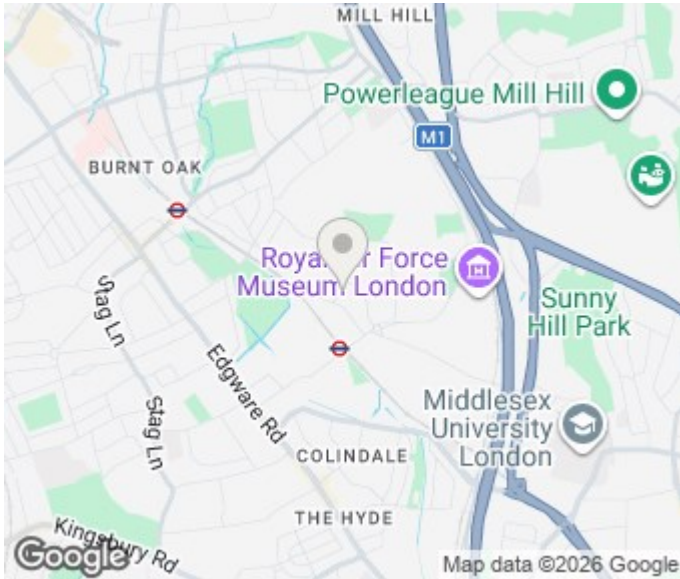 MILL HILL
Powerleague Mill Hill
M1
BURNT OAK
Royal Air Force
Museum London
Sunny
Hill Park
Stag Ln
Edgware Rd
Stag Ln
Middlesex
University
London
COLINDALE
THE HYDE
Kingsbury Rd
Google
Map data ©2026 Google